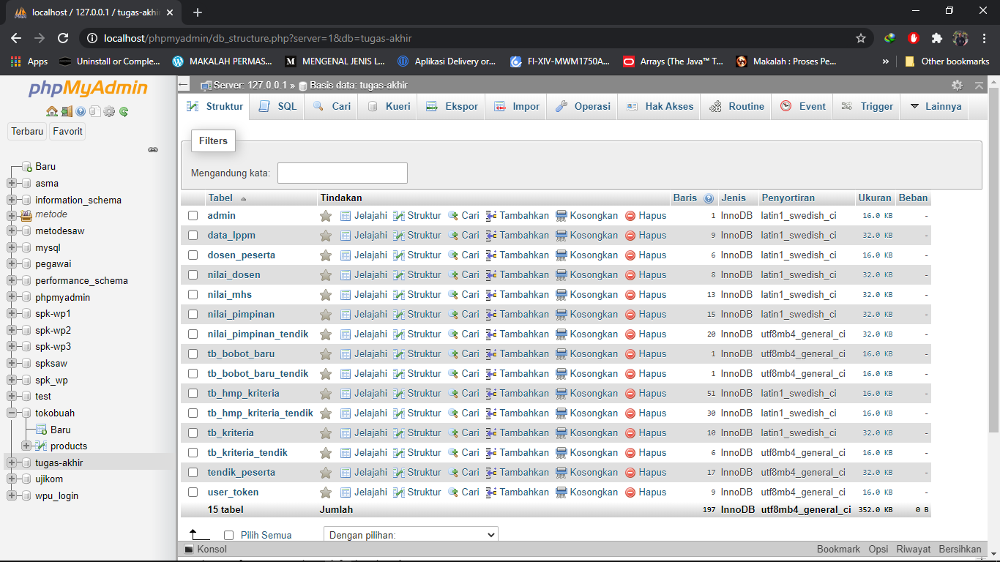 localhost / 127.0.0.1 / tugas-akhi
localhost/phpmyadmin/db_structure.php?server=1&db=tugas-akhir
Apps Uninstall or Comple... MAKALAH PERMAS... MENGENAL JENIS L... Aplikasi Delivery or... FI-XIV-MWM1750A... Arrays (The Java™ T... Makalah : Proses Pe... » Other bookmarks
phpMyAdmin
Terbaru Favorit
Baru
asma
information_schema
metode
metodesaw
mysql
pegawai
performance_schema
phpmyadmin
spk-wp1
spk-wp2
spk-wp3
spksaw
spk_wp
test
tokobuah
Baru
products
tugas-akhir
ujikom
wpu_login
Server: 127.0.0.1 » Basis data: tugas-akhir
Struktur SQL Cari Kueri Ekspor Impor Operasi Hak Akses Routine Event Trigger Lainnya
Filters
Mengandung kata:
Tabel Tindakan Baris Jenis Penyortiran Ukuran Beban
admin Jelajahi Struktur Cari Tambahkan Kosongkan Hapus 1 InnoDB latin1_swedish_ci 16.0 KB -
data_lppm Jelajahi Struktur Cari Tambahkan Kosongkan Hapus 9 InnoDB latin1_swedish_ci 32.0 KB -
dosen_peserta Jelajahi Struktur Cari Tambahkan Kosongkan Hapus 6 InnoDB latin1_swedish_ci 16.0 KB -
nilai_dosen Jelajahi Struktur Cari Tambahkan Kosongkan Hapus 8 InnoDB latin1_swedish_ci 32.0 KB -
nilai_mhs Jelajahi Struktur Cari Tambahkan Kosongkan Hapus 13 InnoDB latin1_swedish_ci 32.0 KB -
nilai_pimpinan Jelajahi Struktur Cari Tambahkan Kosongkan Hapus 15 InnoDB latin1_swedish_ci 32.0 KB -
nilai_pimpinan_tendik Jelajahi Struktur Cari Tambahkan Kosongkan Hapus 20 InnoDB utf8mb4_general_ci 32.0 KB -
tb_bobot_baru Jelajahi Struktur Cari Tambahkan Kosongkan Hapus 1 InnoDB utf8mb4_general_ci 16.0 KB -
tb_bobot_baru_tendik Jelajahi Struktur Cari Tambahkan Kosongkan Hapus 1 InnoDB utf8mb4_general_ci 16.0 KB -
tb_hmp_kriteria Jelajahi Struktur Cari Tambahkan Kosongkan Hapus 51 InnoDB latin1_swedish_ci 16.0 KB -
tb_hmp_kriteria_tendik Jelajahi Struktur Cari Tambahkan Kosongkan Hapus 30 InnoDB utf8mb4_general_ci 16.0 KB -
tb_kriteria Jelajahi Struktur Cari Tambahkan Kosongkan Hapus 10 InnoDB latin1_swedish_ci 32.0 KB -
tb_kriteria_tendik Jelajahi Struktur Cari Tambahkan Kosongkan Hapus 6 InnoDB utf8mb4_general_ci 16.0 KB -
tendik_peserta Jelajahi Struktur Cari Tambahkan Kosongkan Hapus 17 InnoDB utf8mb4_general_ci 32.0 KB -
user_token Jelajahi Struktur Cari Tambahkan Kosongkan Hapus 9 InnoDB utf8mb4_general_ci 16.0 KB -
15 tabel Jumlah 197 InnoDB utf8mb4_general_ci 352.0 KB 0 B
Pilih Semua Dengan pilihan:
Konsol Bookmark Opsi Riwayat Bersihkan